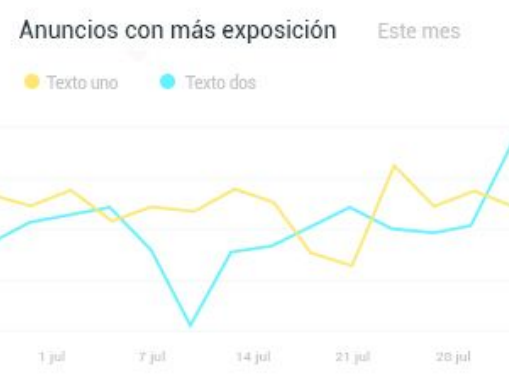 Anuncios con más exposición Este mes
Texto uno Texto dos
1 jul 7 jul 14 jul 21 jul 28 jul